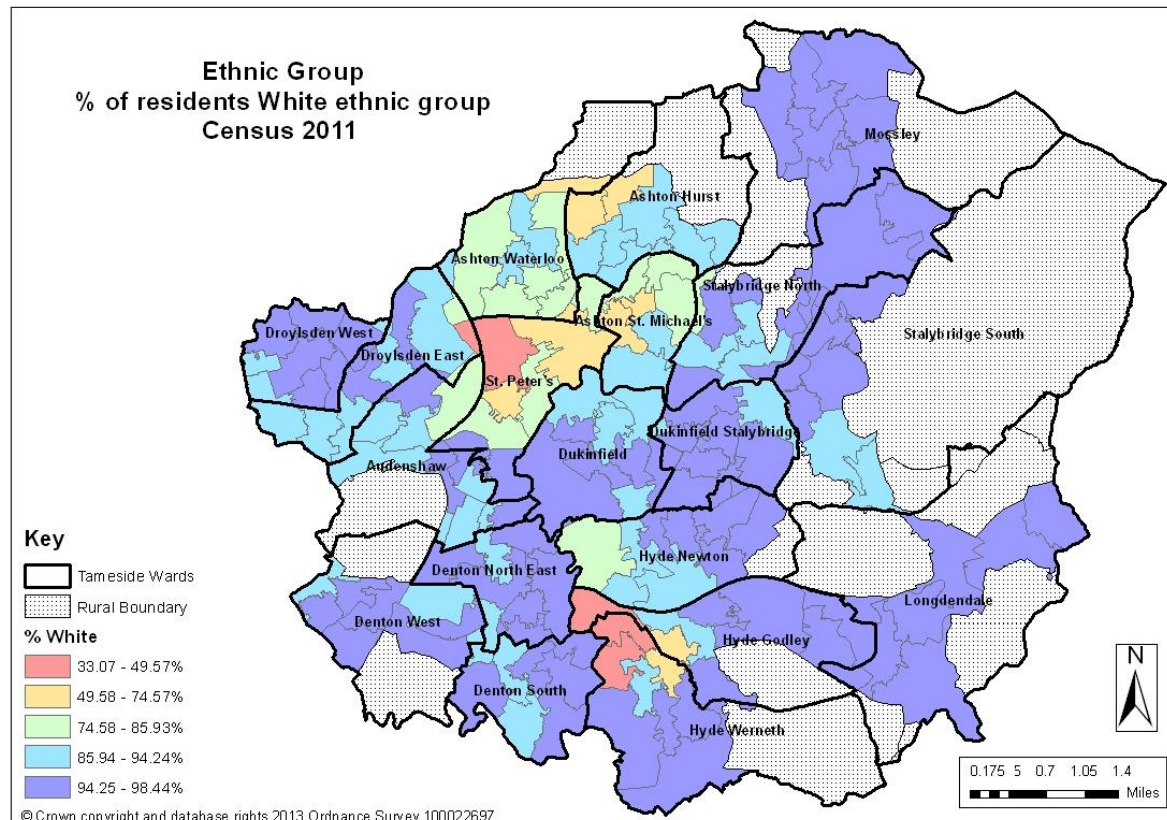 Ethnic Group
% of residents White ethnic group
Census 2011
Mossley
Ashton Hurst
Ashton Waterloo
Stalybridge North
Ashton St. Michael's
Droylsden West
Droylsden East
Stalybridge South
St. Peter's
Dukinfield Stalybridge
Dukinfield
Audenshaw
Hyde Newton
Denton North East
Longdendale
Denton West
Hyde Godley
Denton South
Hyde Werneth
Key
Tameside Wards
Rural Boundary
% White
33.07 - 49.57%
49.58 - 74.57%
74.58 - 85.93%
85.94 - 94.24%
94.25 - 98.44%
N
0.175 5 0.7 1.05 1.4
Miles
© Crown copyright and database rights 2013 Ordnance Survey 100022697